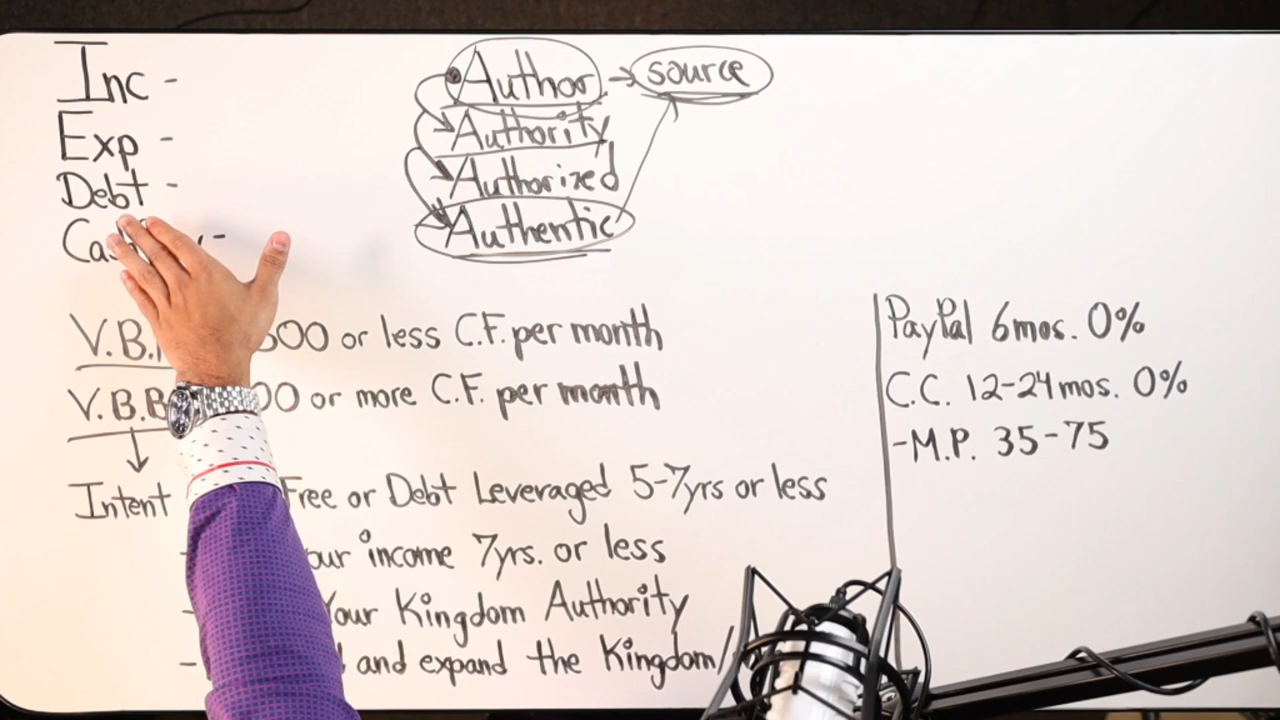 Inc -
Exp -
Debt -
-
Author → source
Authority
Authorized
Authentic
or less C.F. per month
or more C.F. per month
Intent Free or Debt Leveraged 5-7yrs or less
income 7yrs. or less
Your Kingdom Authority
- and expand the Kingdom/
PayPal 6mos. 0%
C.C. 12-24mos. 0%
-M.P. 35-75